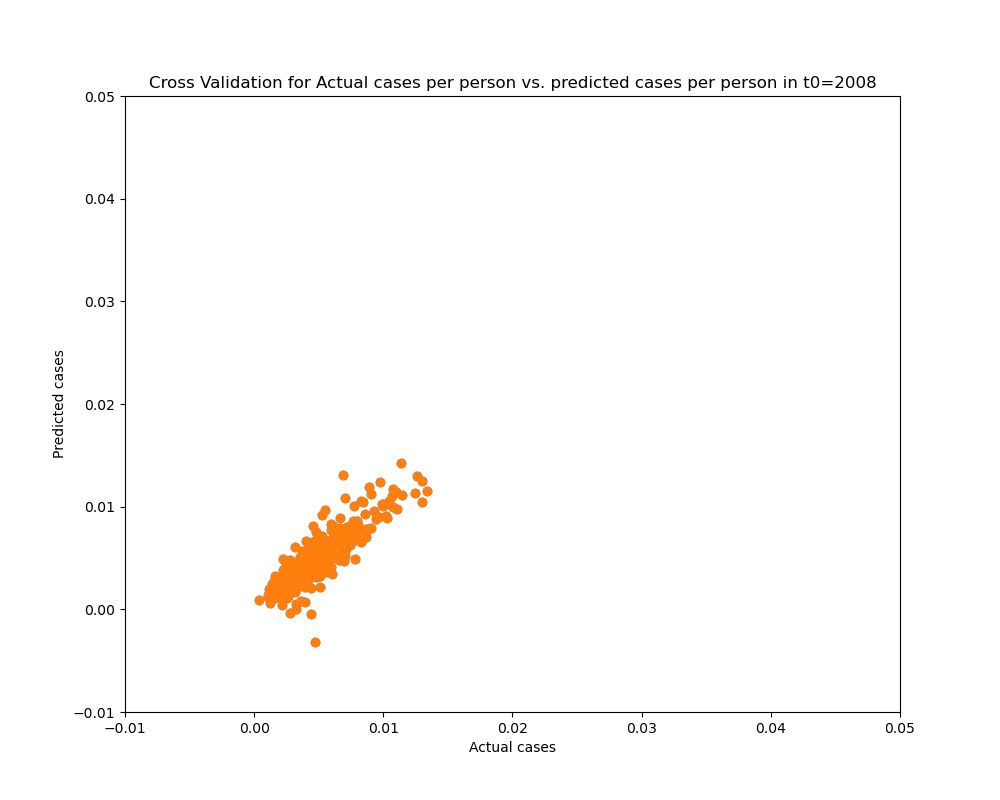 Cross Validation for Actual cases per person vs. predicted cases per person in t0=2008
0.05
0.04
0.03
0.02
0.01
0.00
−0.01
Predicted cases
−0.01 0.00 0.01 0.02 0.03 0.04 0.05
Actual cases